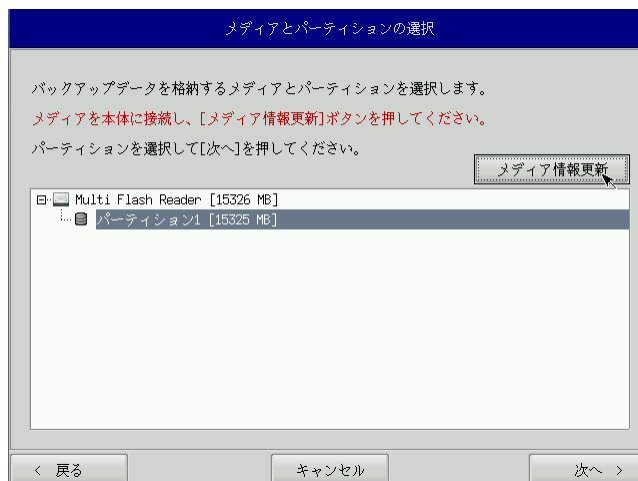 メディアとパーティションの選択
バックアップデータを格納するメディアとパーティションを選択します。
メディアを本体に接続し、[メディア情報更新]ボタンを押してください。
パーティションを選択して[次へ]を押してください。
メディア情報更新
Multi Flash Reader [15326 MB]
パーティション1 [15325 MB]
< 戻る
キャンセル
次へ >